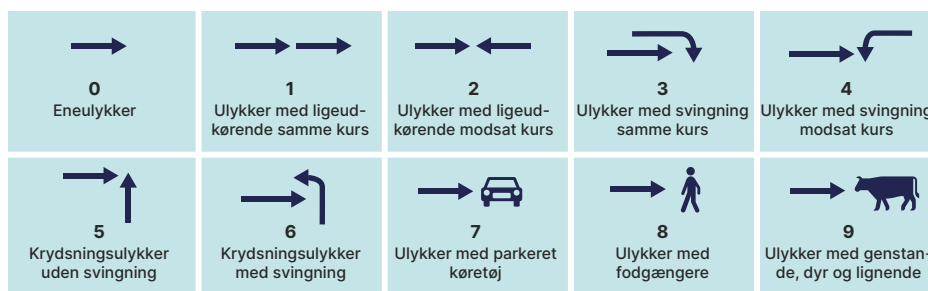 0
Eneulykker
1
Ulykker med ligeud-
kørende samme kurs
2
Ulykker med ligeud-
kørende modsat kurs
3
Ulykker med svingning
samme kurs
4
Ulykker med svingning
modsat kurs
5
Krydsningsulykker
uden svingning
6
Krydsningsulykker
med svingning
7
Ulykker med parkeret
køretøj
8
Ulykker med
fodgængere
9
Ulykker med genstan-
de, dyr og lignende